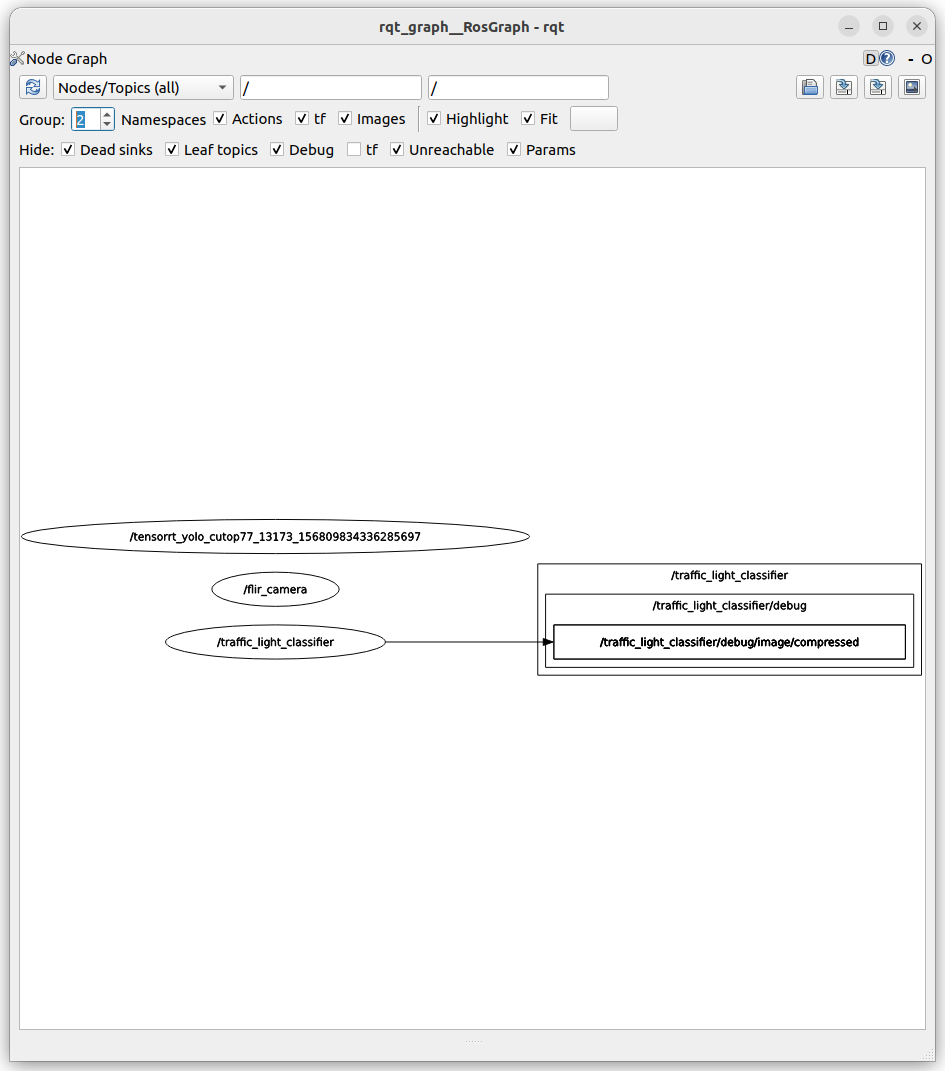 rqt_graph__RosGraph - rqt
Node Graph
D ? - O
Nodes/Topics (all) / /
Group: 2 Namespaces Actions tf Images Highlight Fit
Hide: Dead sinks Leaf topics Debug tf Unreachable Params
/tensorrt_yolo_cutop77_13173_156809834336285697
/flir_camera
/traffic_light_classifier
/traffic_light_classifier
/traffic_light_classifier/debug
/traffic_light_classifier/debug/image/compressed